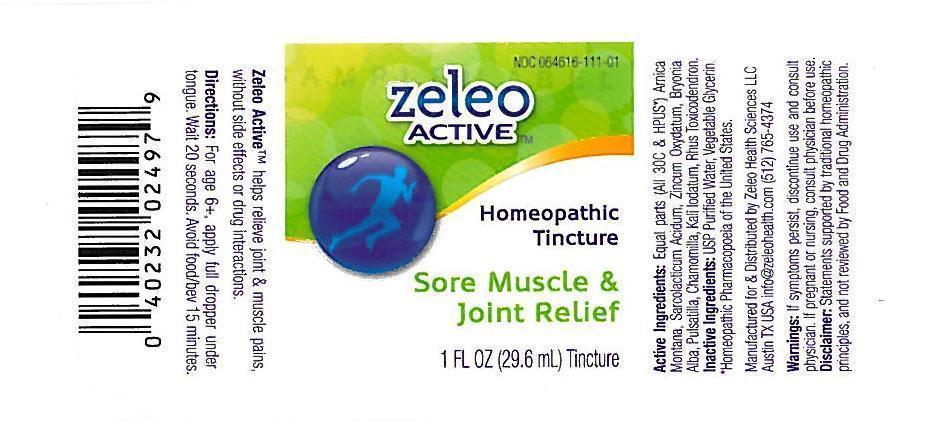 0 40232 02497 9
Zeleo Active™ helps relieve joint & muscle pains,
without side effects or drug interactions.
Directions: For age 6+, apply full dropper under
tongue. Wait 20 seconds. Avoid food/bev 15 minutes.
NDC 064616-111-01
zeleo
ACTIVE™
Homeopathic
Tincture
Sore Muscle &
Joint Relief
1 FL OZ (29.6 mL) Tincture
Active Ingredients: Equal parts (All 30C & HPUS*) Arnica
Montana, Sarcolacticum Acidum, Zincum Oxydatum, Bryonia
Alba, Pulsatilla, Chamomilla, Kali Iodatum, Rhus Toxicodendron.
Inactive Ingredients: USP Purified Water, Vegetable Glycerin.
*Homeopathic Pharmacopoeia of the United States.
Manufactured for & Distributed by Zeleo Health Sciences LLC
Austin TX USA info@zeleohealth.com (512) 765-4374
Warnings: If symptoms persist, discontinue use and consult
physician. If pregnant or nursing, consult physician before use.
Disclaimer: Statements supported by traditional homeopathic
principles, and not reviewed by Food and Drug Administration.